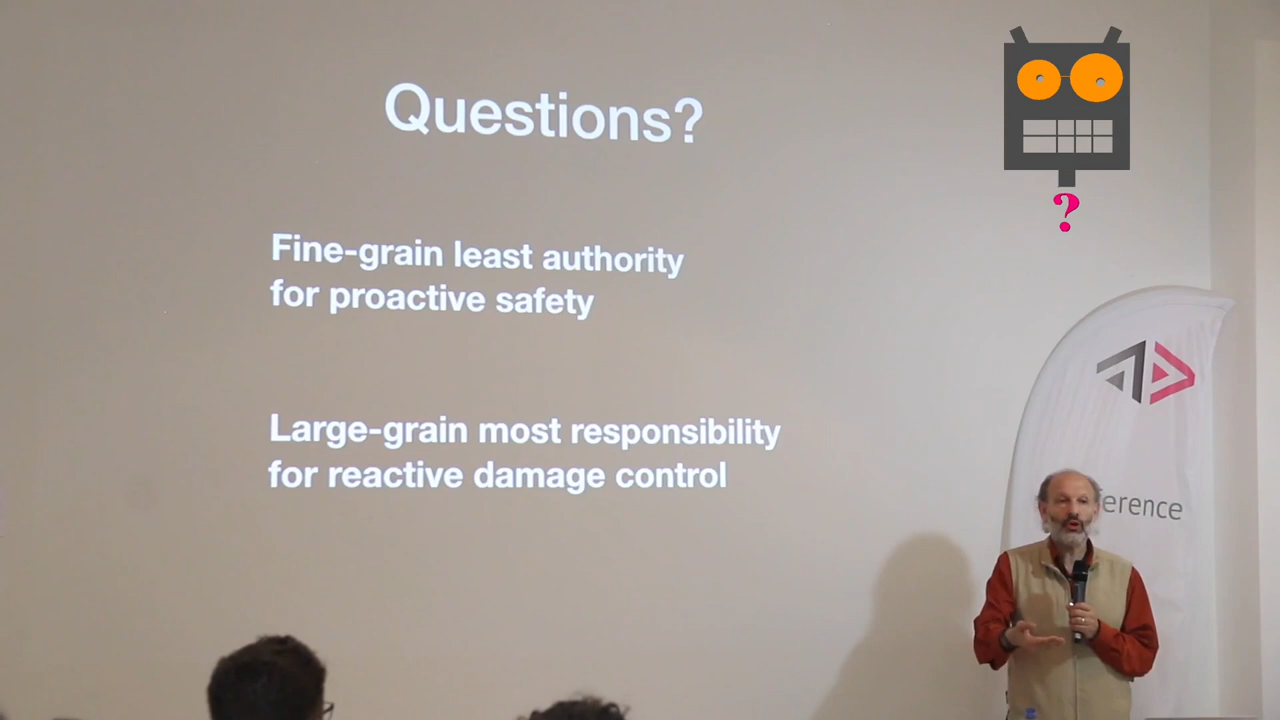 Questions?
?
Fine-grain least authority
for proactive safety
Large-grain most responsibility
for reactive damage control
erence